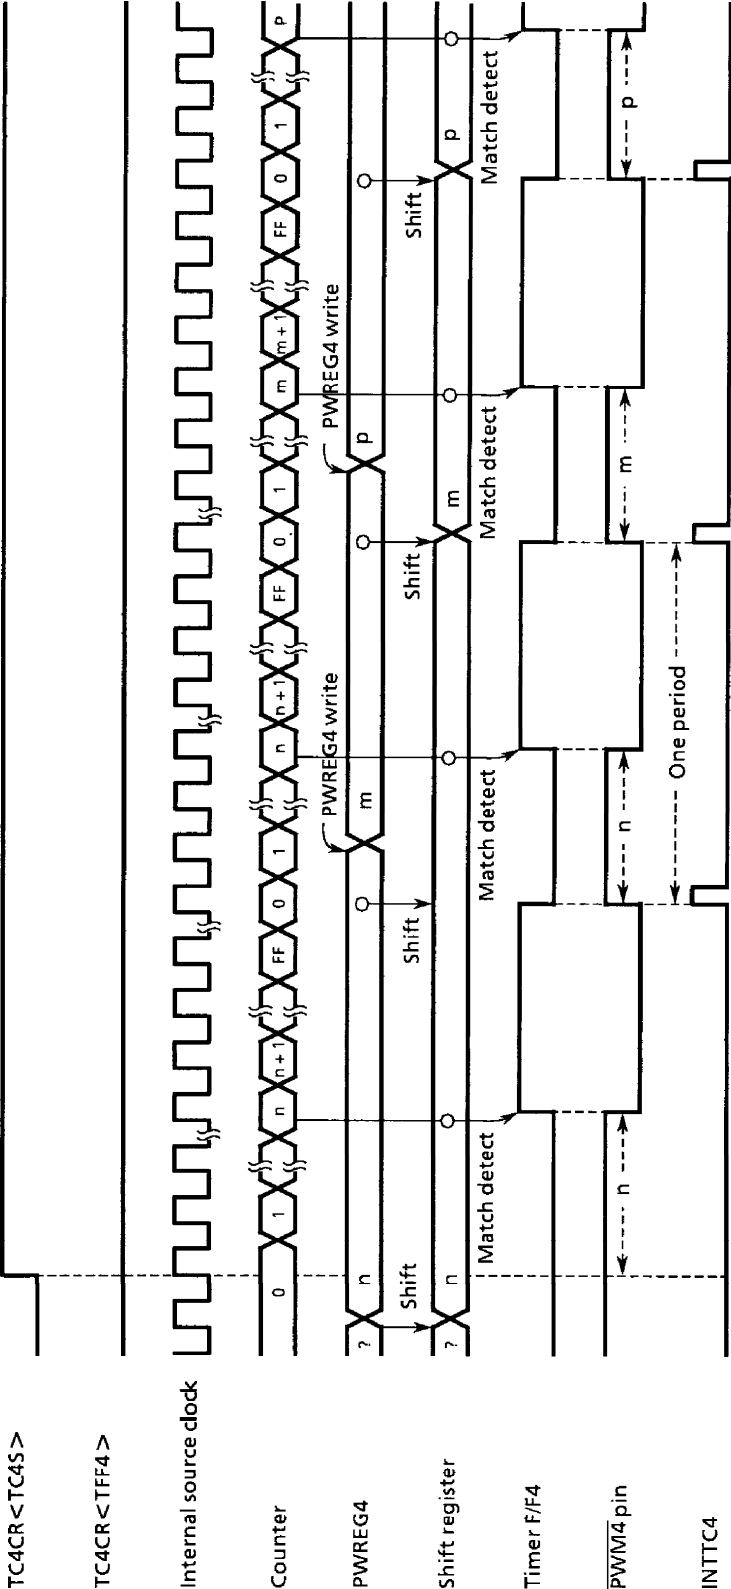 TC4CR<TC4S>
TC4CR<TFF4>
Internal source clock
Counter
0 1 n n+1 FF 0 1 n n+1 FF 0. 1 m m+1 FF 0 1 p
PWREG4
? n m p
PWREG4 write
PWREG4 write
Shift
Shift
Shift
Shift
Shift register
? n m p
Match detect
Match detect
Match detect
Match detect
Timer F/F4
PWM4 pin
n n m p
One period
INTTC4